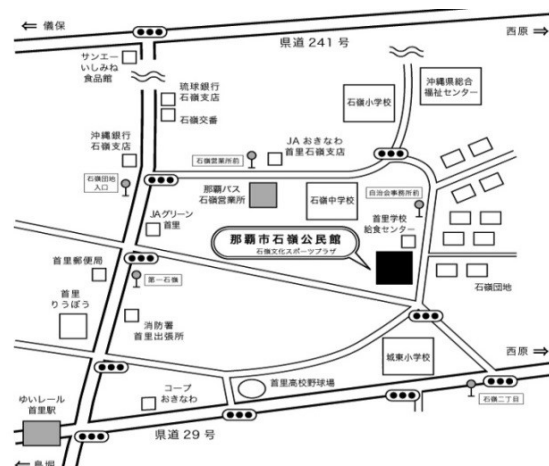 ⇐ 儀保
県道 241 号
西原 ⇒
サンエー
いしみね
食品館
琉球銀行
石嶺支店
石嶺交番
沖縄銀行
石嶺支店
石嶺団地
入口
石嶺営業所前
JAおきなわ
首里石嶺支店
石嶺小学校
沖縄県総合
福祉センター
那覇バス
石嶺営業所
石嶺中学校
自治会事務所前
JAグリーン
首里
首里学校
給食センター
那覇市石嶺公民館
石嶺文化スポーツプラザ
首里郵便局
第一石嶺
石嶺団地
首里
りうぼう
消防署
首里出張所
城東小学校
西原 ⇒
コープ
おきなわ
首里高校野球場
石嶺二丁目
ゆいレール
首里駅
県道 29 号
⇐ 鳥堀